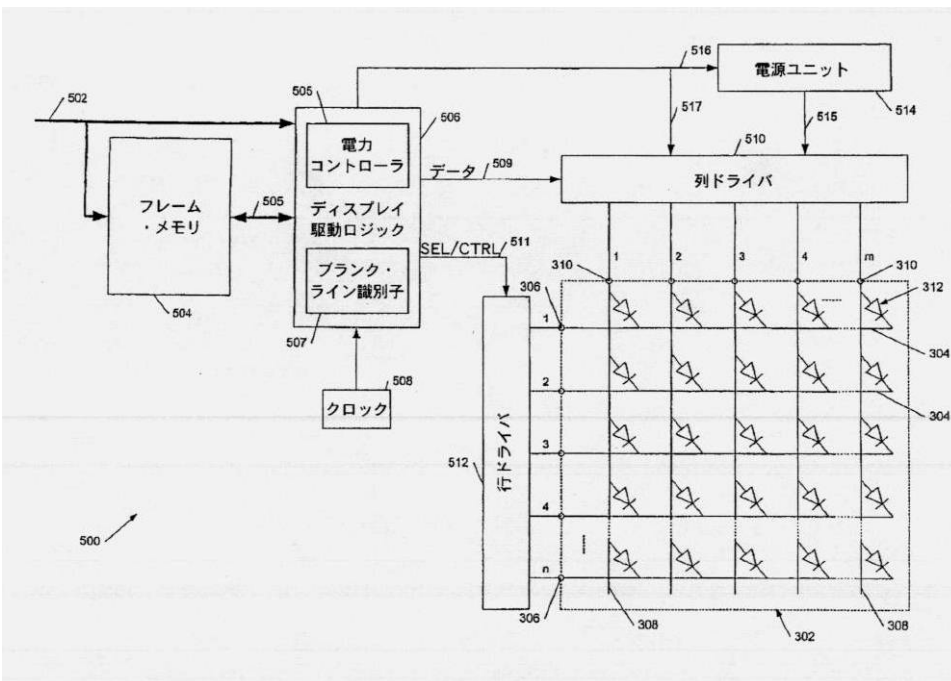 502
504
フレーム
・メモリ
505
505
506
電力
コントローラ
ディスプレイ
駆動ロジック
ブランク・
ライン識別子
507
508
クロック
データ
509
SEL/CTRL
511
516
電源ユニット
514
517
515
510
列ドライバ
1
2
3
4
m
310
310
312
306
304
304
1
2
3
4
n
行ドライバ
512
306
308
302
308
500